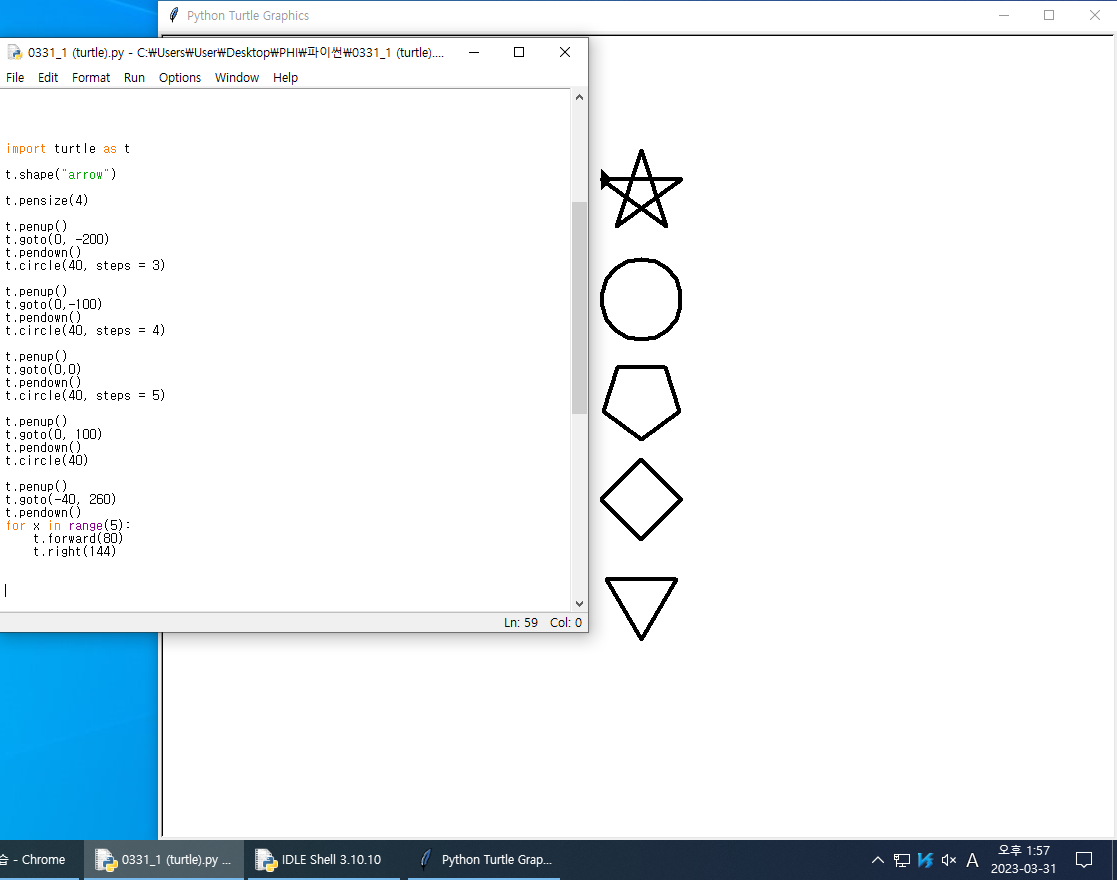 Python Turtle Graphics
0331_1 (turtle).py - C:₩Users₩User₩Desktop₩PHI₩파이썬₩0331_1 (turtle)....
File Edit Format Run Options Window Help
import turtle as t
t.shape("arrow")
t.pensize(4)
t.penup()
t.goto(0, -200)
t.pendown()
t.circle(40, steps = 3)
t.penup()
t.goto(0,-100)
t.pendown()
t.circle(40, steps = 4)
t.penup()
t.goto(0,0)
t.pendown()
t.circle(40, steps = 5)
t.penup()
t.goto(0, 100)
t.pendown()
t.circle(40)
t.penup()
t.goto(-40, 260)
t.pendown()
for x in range(5):
    t.forward(80)
    t.right(144)
Ln: 59 Col: 0
습 - Chrome
0331_1 (turtle).py ...
IDLE Shell 3.10.10
Python Turtle Grap...
A
오후 1:57
2023-03-31